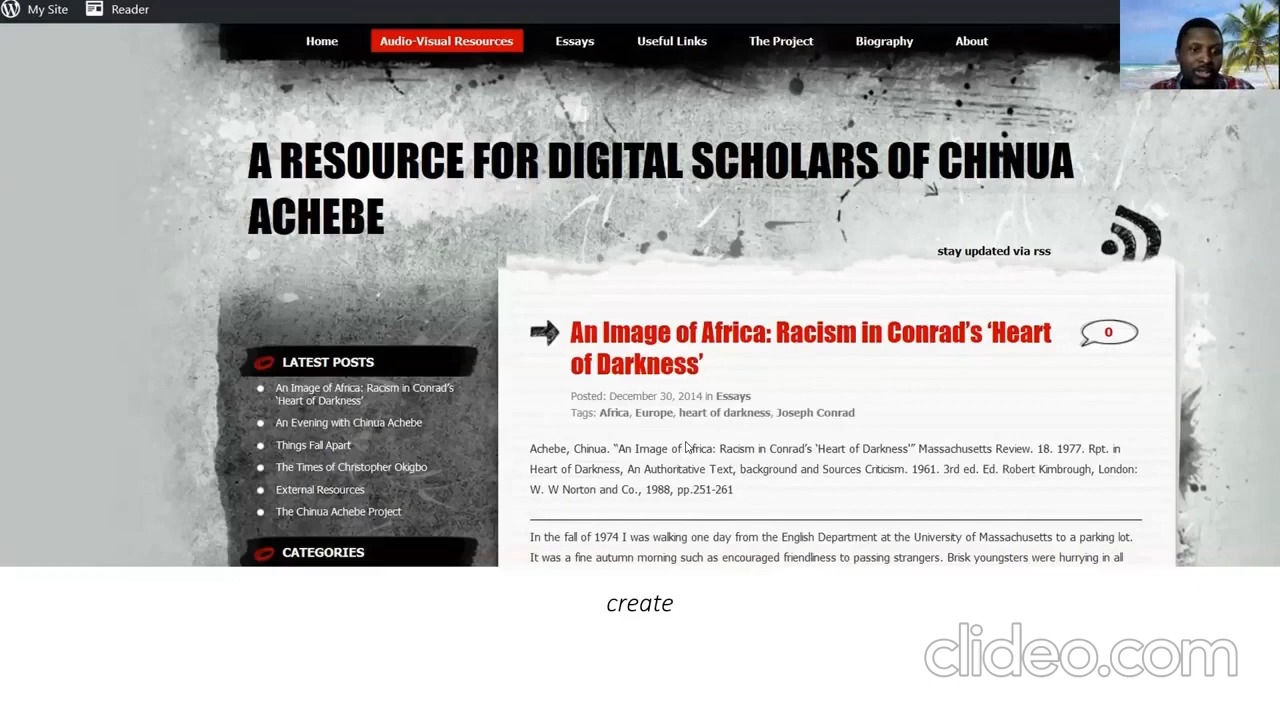 My Site Reader
Home Audio-Visual Resources Essays Useful Links The Project Biography About
A RESOURCE FOR DIGITAL SCHOLARS OF CHINUA
ACHEBE
stay updated via rss
LATEST POSTS
An Image of Africa: Racism in Conrad's
'Heart of Darkness'
An Evening with Chinua Achebe
Things Fall Apart
The Times of Christopher Okigbo
External Resources
The Chinua Achebe Project
CATEGORIES
An Image of Africa: Racism in Conrad's 'Heart
of Darkness'
0
Posted: December 30, 2014 in Essays
Tags: Africa, Europe, heart of darkness, Joseph Conrad
Achebe, Chinua. "An Image of Africa: Racism in Conrad's 'Heart of Darkness'" Massachusetts Review. 18. 1977. Rpt. in
Heart of Darkness, An Authoritative Text, background and Sources Criticism. 1961. 3rd ed. Ed. Robert Kimbrough, London:
W. W Norton and Co., 1988, pp.251-261
In the fall of 1974 I was walking one day from the English Department at the University of Massachusetts to a parking lot.
It was a fine autumn morning such as encouraged friendliness to passing strangers. Brisk youngsters were hurrying in all
create
clideo.com